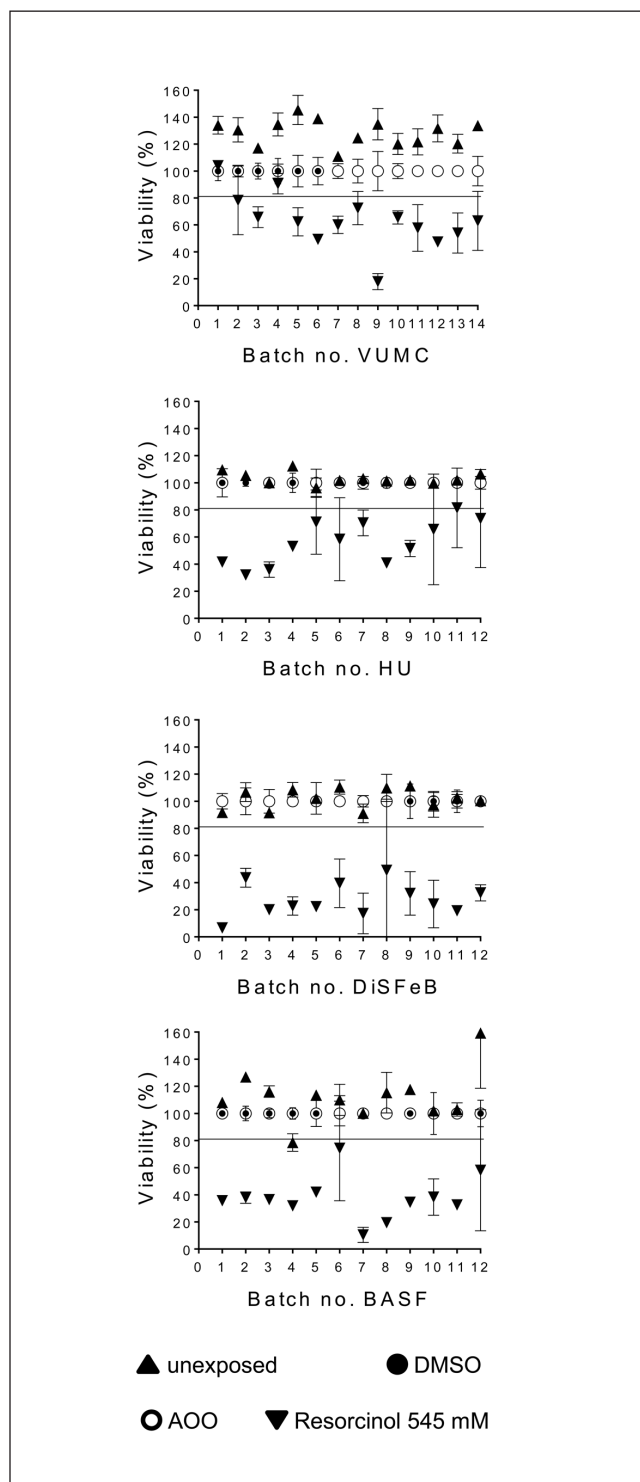 Viability (%)
160
140
120
100
80
60
40
20
0
0 1 2 3 4 5 6 7 8 9 10 11 12 13 14
Batch no. VUMC
Viability (%)
160
140
120
100
80
60
40
20
0
0 1 2 3 4 5 6 7 8 9 10 11 12
Batch no. HU
Viability (%)
160
140
120
100
80
60
40
20
0
0 1 2 3 4 5 6 7 8 9 10 11 12
Batch no. DiSFeB
Viability (%)
160
140
120
100
80
60
40
20
0
0 1 2 3 4 5 6 7 8 9 10 11 12
Batch no. BASF
unexposed DMSO
AOO Resorcinol 545 mM